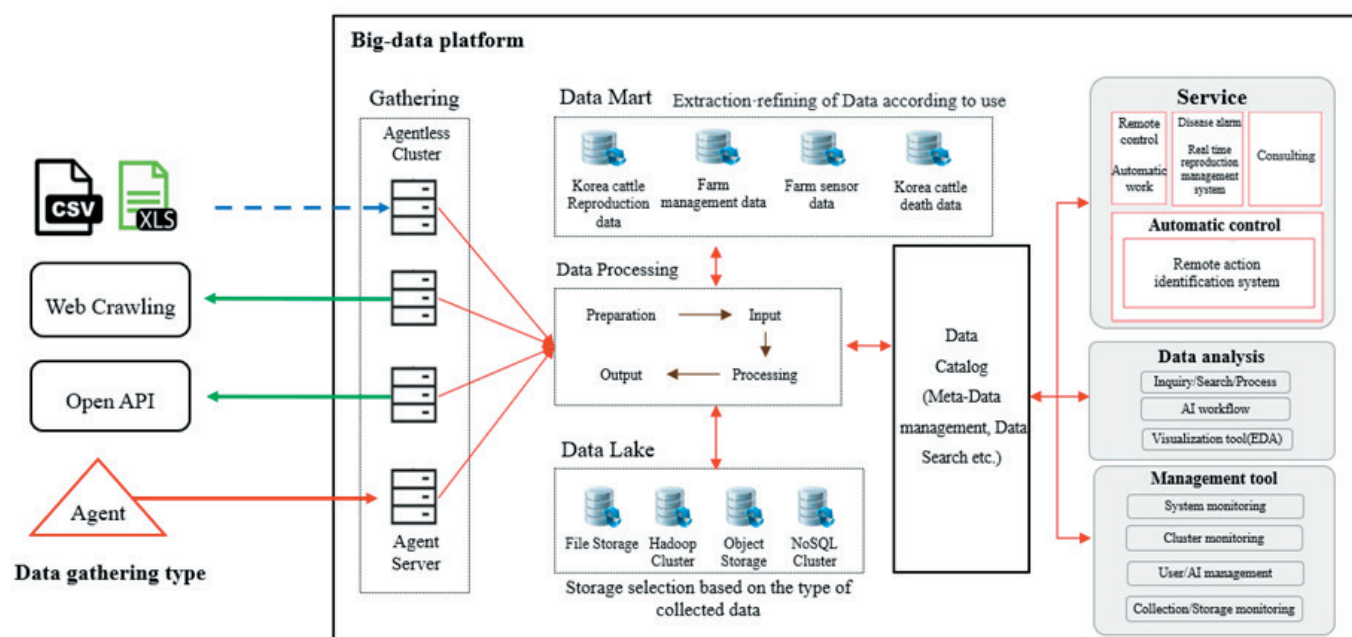 Big-data platform
CSV
XLS
Web Crawling
Open API
Agent
Data gathering type
Gathering
Agentless
Cluster
Agent
Server
Data Mart
Extraction·refining of Data according to use
Korea cattle
Reproduction
data
Farm
management data
Farm sensor
data
Korea cattle
death data
Data Processing
Preparation
Input
Output
Processing
Data Lake
File Storage
Hadoop
Cluster
Object
Storage
NoSQL
Cluster
Storage selection based on the type of
collected data
Data
Catalog
(Meta-Data
management, Data
Search etc.)
Service
Remote
control
Automatic
work
Disease alarm
Real time
reproduction
management
system
Consulting
Automatic control
Remote action
identification system
Data analysis
Inquiry/Search/Process
AI workflow
Visualization tool(EDA)
Management tool
System monitoring
Cluster monitoring
User/AI management
Collection/Storage monitoring